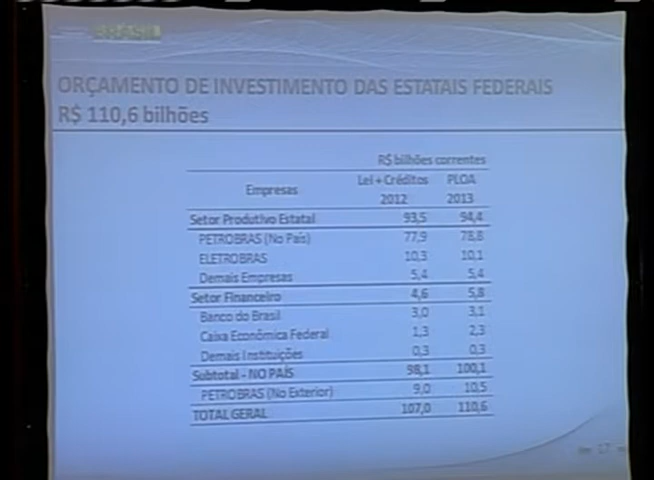 BRASIL
ORÇAMENTO DE INVESTIMENTO DAS ESTATAIS FEDERAIS
R$ 110,6 bilhões
R$ bilhões correntes
Empresas Lei + Créditos 2012 PLOA 2013
Setor Produtivo Estatal 93,5 94,4
PETROBRAS (No País) 77,9 78,8
ELETROBRAS 10,3 10,1
Demais Empresas 5,4 5,4
Setor Financeiro 4,6 5,8
Banco do Brasil 3,0 3,1
Caixa Econômica Federal 1,3 2,3
Demais Instituições 0,3 0,3
Subtotal - NO PAÍS 98,1 100,1
PETROBRAS (No Exterior) 9,0 10,5
TOTAL GERAL 107,0 110,6